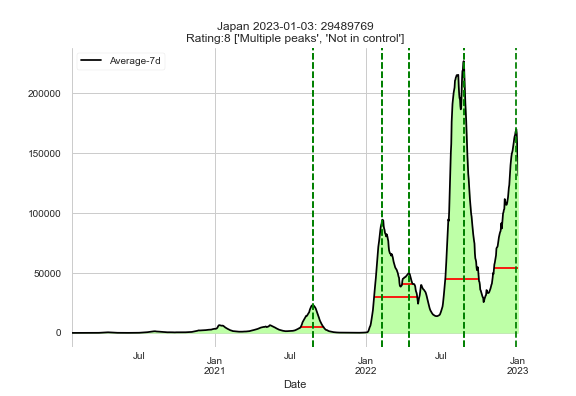 Japan 2023-01-03: 29489769
Rating:8 ['Multiple peaks', 'Not in control']
Average-7d
200000
150000
100000
50000
0
Jul
Jan
2021
Jul
Jan
2022
Jul
Jan
2023
Date